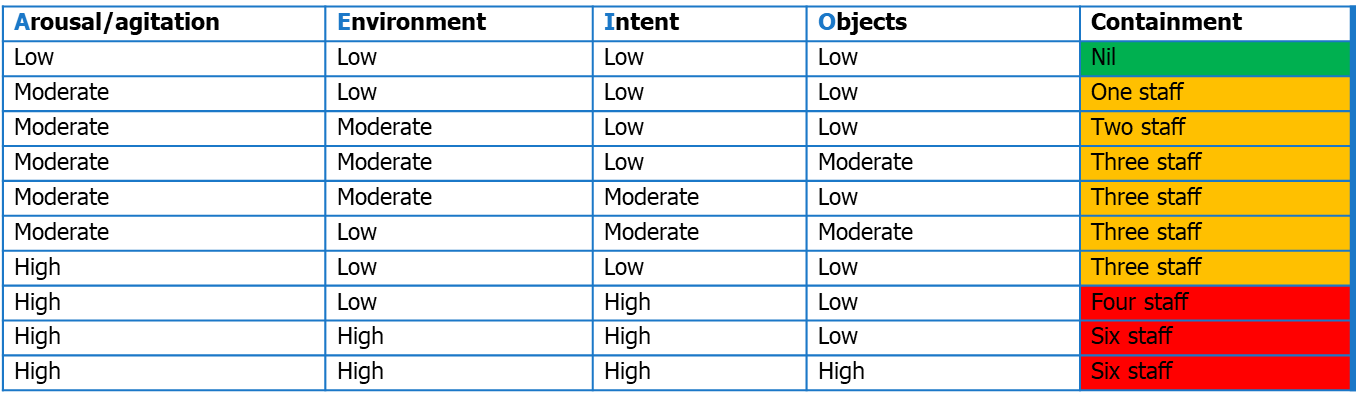 Arousal/agitation Environment Intent Objects Containment
Low Low Low Low Nil
Moderate Low Low Low One staff
Moderate Moderate Low Low Two staff
Moderate Moderate Low Moderate Three staff
Moderate Moderate Moderate Low Three staff
Moderate Low Moderate Moderate Three staff
High Low Low Low Three staff
High Low High Low Four staff
High High High Low Six staff
High High High High Six staff